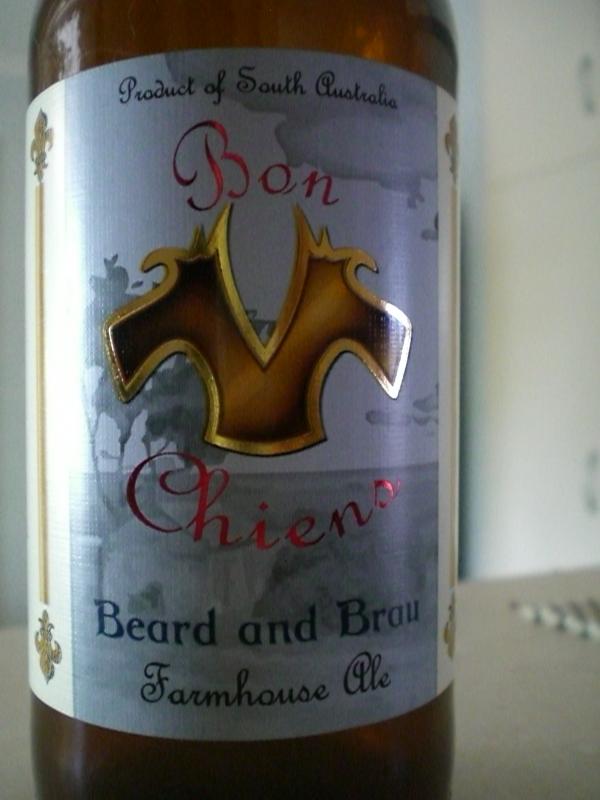 Product of South Australia
Bon
Chiens
Beard and Brau
Farmhouse Ale